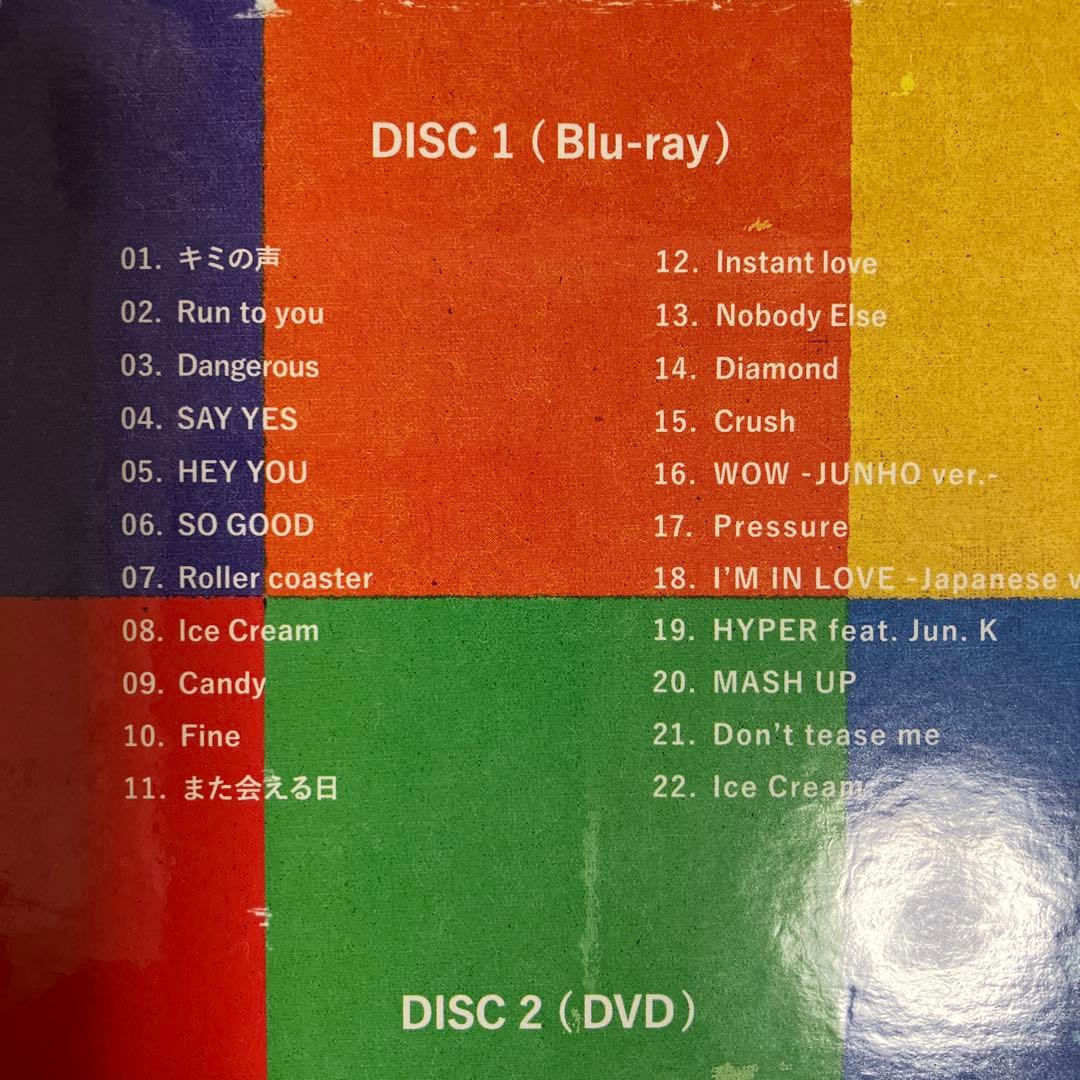 DISC 1 (Blu-ray)
01. キミの声
02. Run to you
03. Dangerous
04. SAY YES
05. HEY YOU
06. SO GOOD
07. Roller coaster
08. Ice Cream
09. Candy
10. Fine
11. また会える日
12. Instant love
13. Nobody Else
14. Diamond
15. Crush
16. WOW -JUNHO ver.-
17. Pressure
18. I'M IN LOVE -Japanese
19. HYPER feat. Jun. K
20. MASH UP
21. Don't tease me
22. Ice Cream
DISC 2 (DVD)